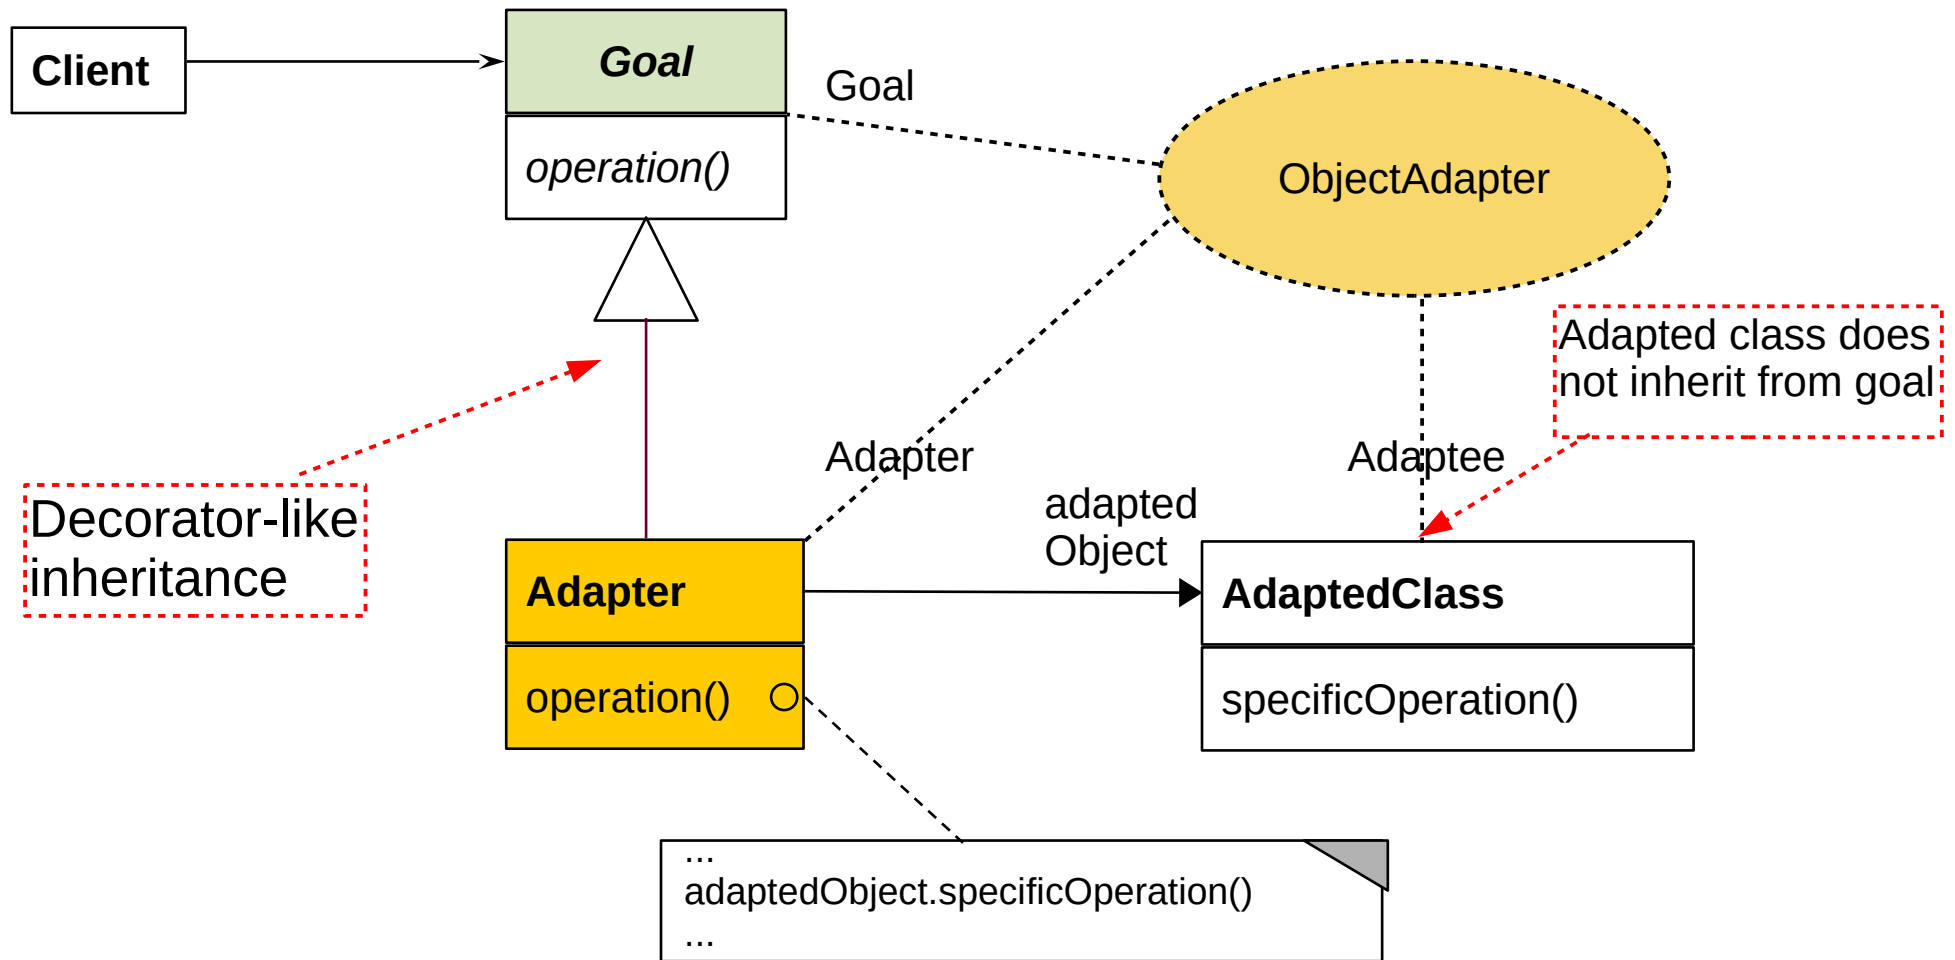 Client
Goal
operation()
Goal
ObjectAdapter
Adapted class does
not inherit from goal
Decorator-like
inheritance
Adapter
Adaptee
adapted
Object
Adapter
operation()
AdaptedClass
specificOperation()
...
adaptedObject.specificOperation()
...